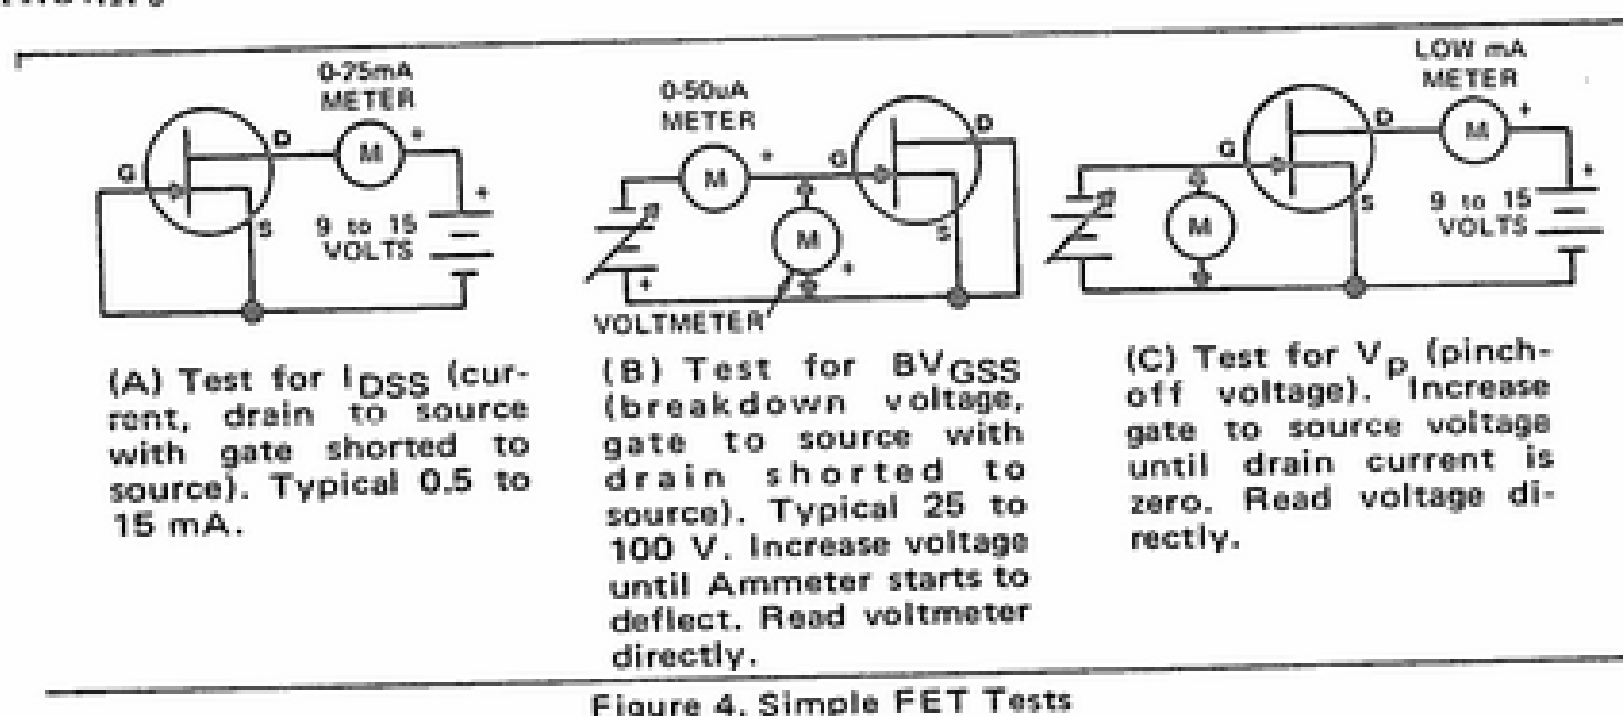 0-25mA
METER
G
D
M
+
S
+
9 to 15
VOLTS
(A) Test for IDSS (cur-
rent, drain to source
with gate shorted to
source). Typical 0.5 to
15 mA.
0-50uA
METER
M
+
G
D
S
M
+
+
VOLTMETER
(B) Test for BVGSS
(breakdown voltage,
gate to source with
drain shorted to
source). Typical 25 to
100 V. Increase voltage
until Ammeter starts to
deflect. Read voltmeter
directly.
LOW mA
METER
G
D
M
+
S
M
+
9 to 15
VOLTS
(C) Test for Vp (pinch-
off voltage). Increase
gate to source voltage
until drain current is
zero. Read voltage di-
rectly.
Figure 4. Simple FET Tests